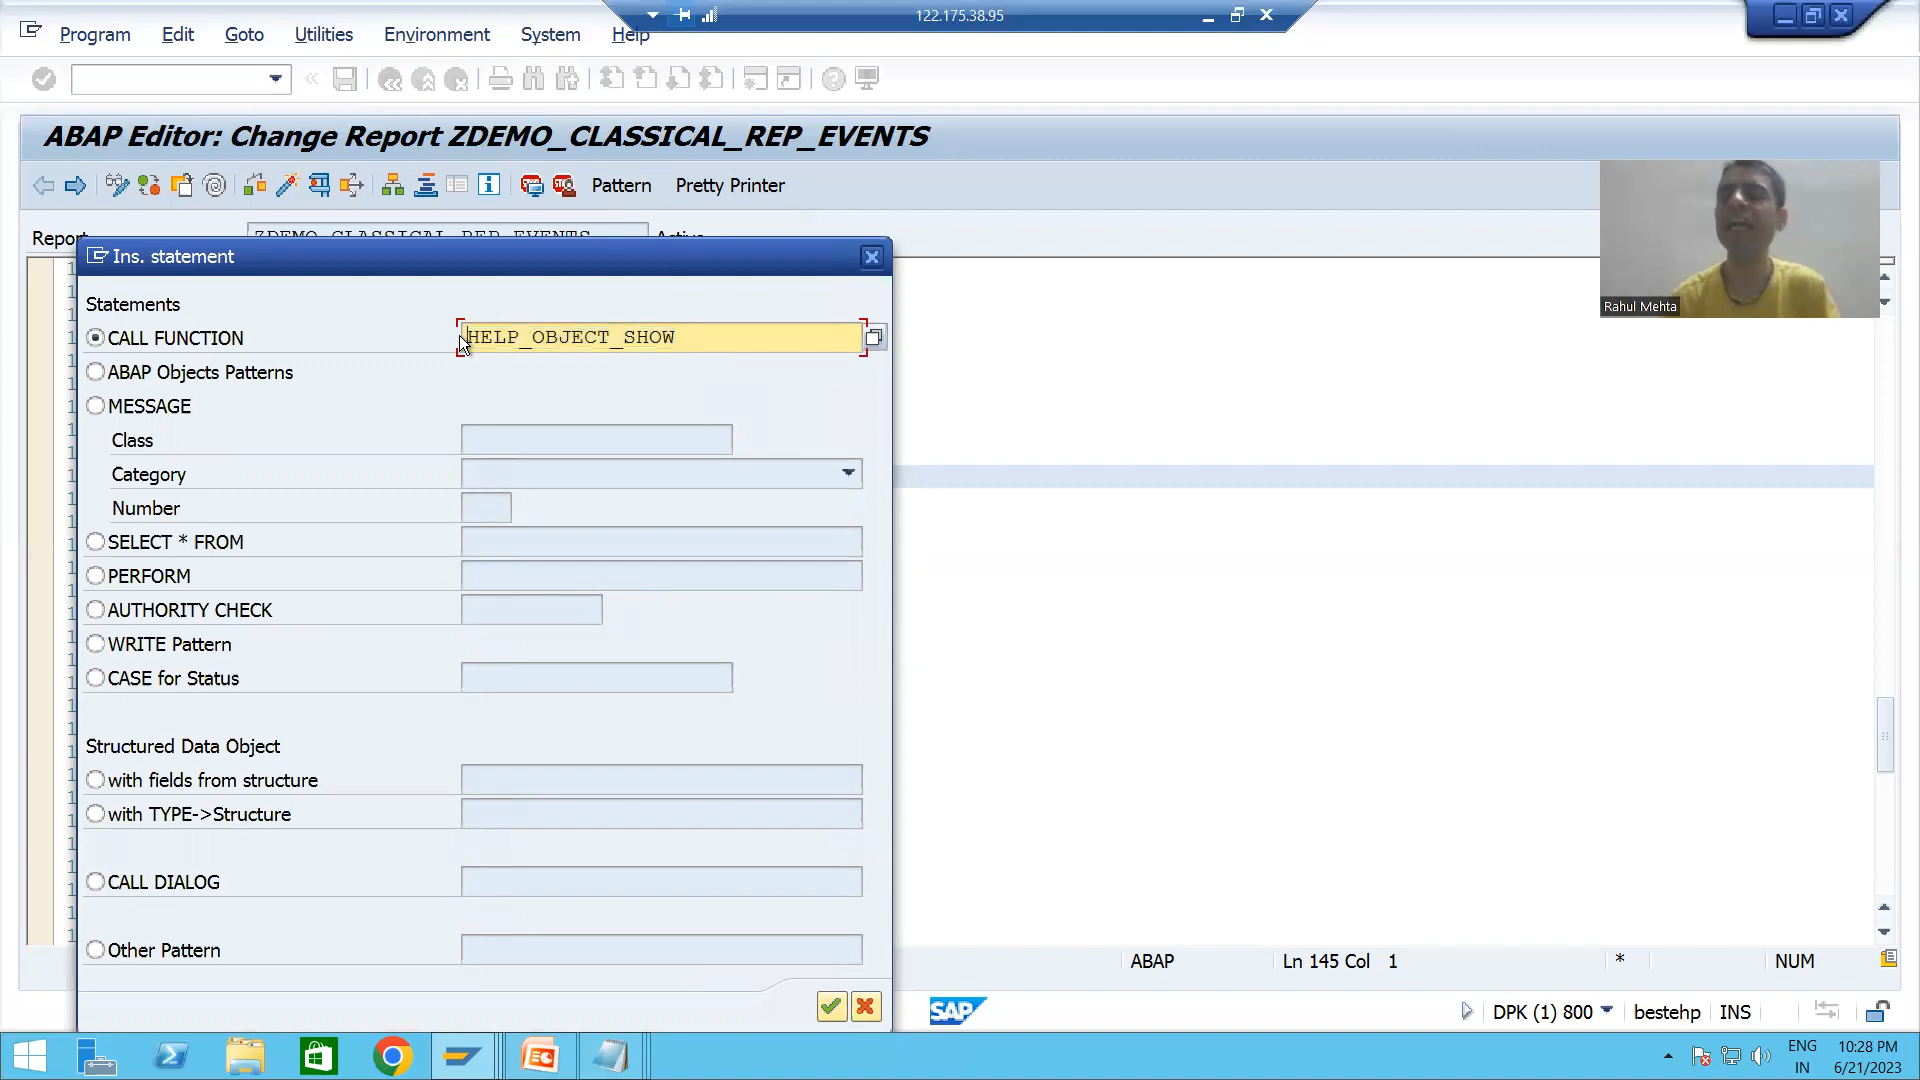 122.175.38.95
Program Edit Goto Utilities Environment System Help
ABAP Editor: Change Report ZDEMO_CLASSICAL_REP_EVENTS
Pattern Pretty Printer
Report ZDEMO_CLASSICAL_REP_EVENTS Active
Ins. statement
Rahul Mehta
Statements
CALL FUNCTION HELP_OBJECT_SHOW
ABAP Objects Patterns
MESSAGE
Class
Category
Number
SELECT * FROM
PERFORM
AUTHORITY CHECK
WRITE Pattern
CASE for Status
Structured Data Object
with fields from structure
with TYPE->Structure
CALL DIALOG
Other Pattern
ABAP Ln 145 Col 1 * NUM
SAP DPK (1) 800 bestehp INS
ENG 10:28 PM
IN 6/21/2023